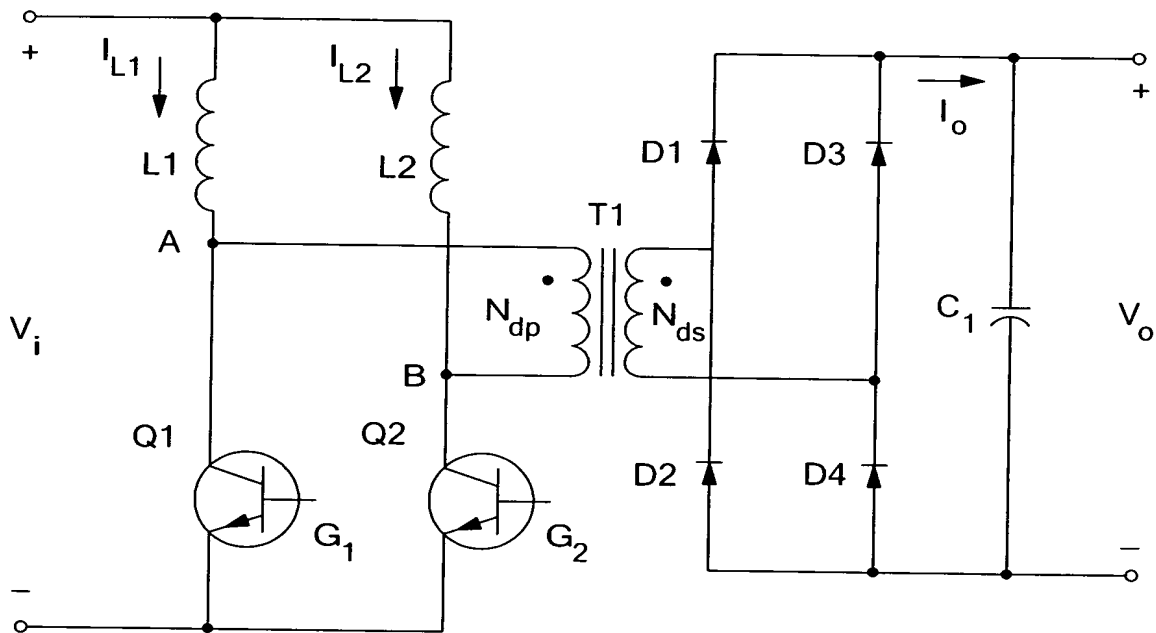 +
I_L1
I_L2
+
I_o
L1
L2
D1
D3
A
T1
N_dp
N_ds
C_1
V_i
V_o
B
Q1
Q2
D2
D4
G_1
G_2
−
−